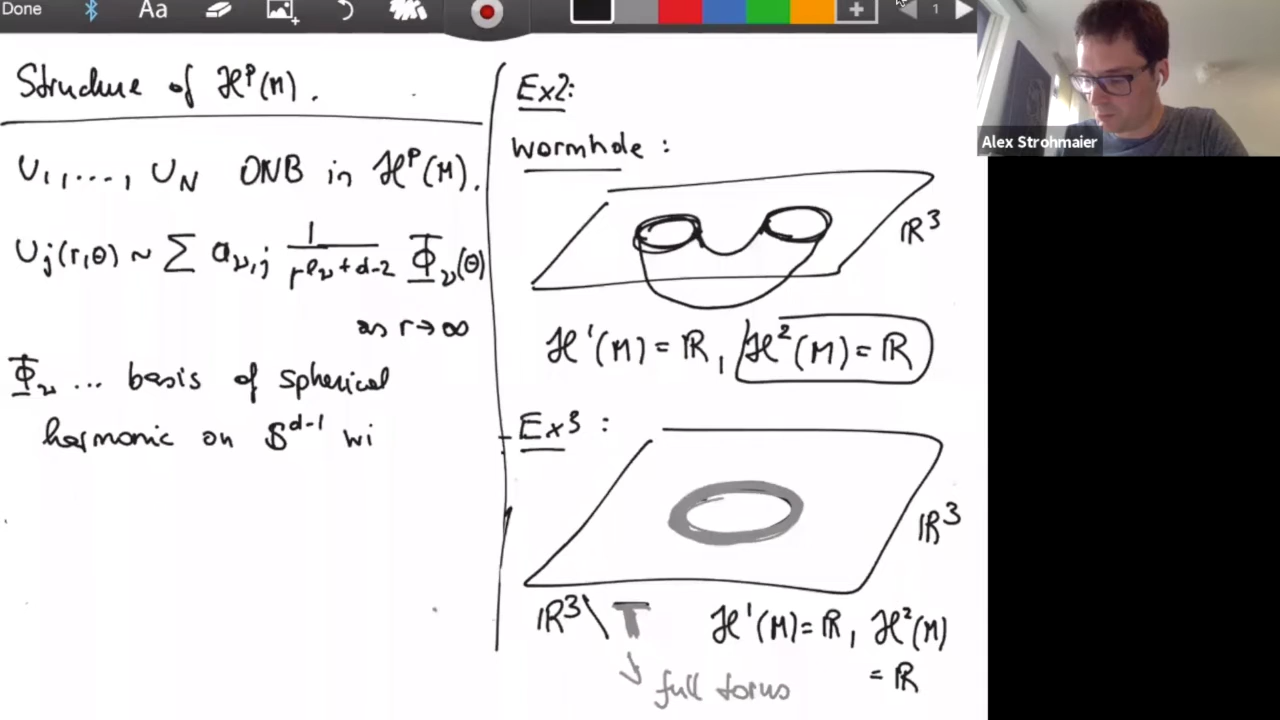 Done
Aa
1
Alex Strohmaier
Structure of ℋᵖ(M).
U₁,..., U_N ONB in ℋᵖ(M).
U_j(r,θ) ~ ∑ a_{ν,j} 1/r^{ℓ_ν+d-2} Φ_ν(θ)
as r→∞
Φ_ν ... basis of spherical
harmonic on S^{d-1} wi
Ex2:
wormhole :
ℝ³
ℋ¹(M) = ℝ, ℋ²(M) = ℝ
Ex3 :
ℝ³
ℝ³\ T ℋ¹(M) = ℝ, ℋ²(M)
= ℝ
↓ full torus